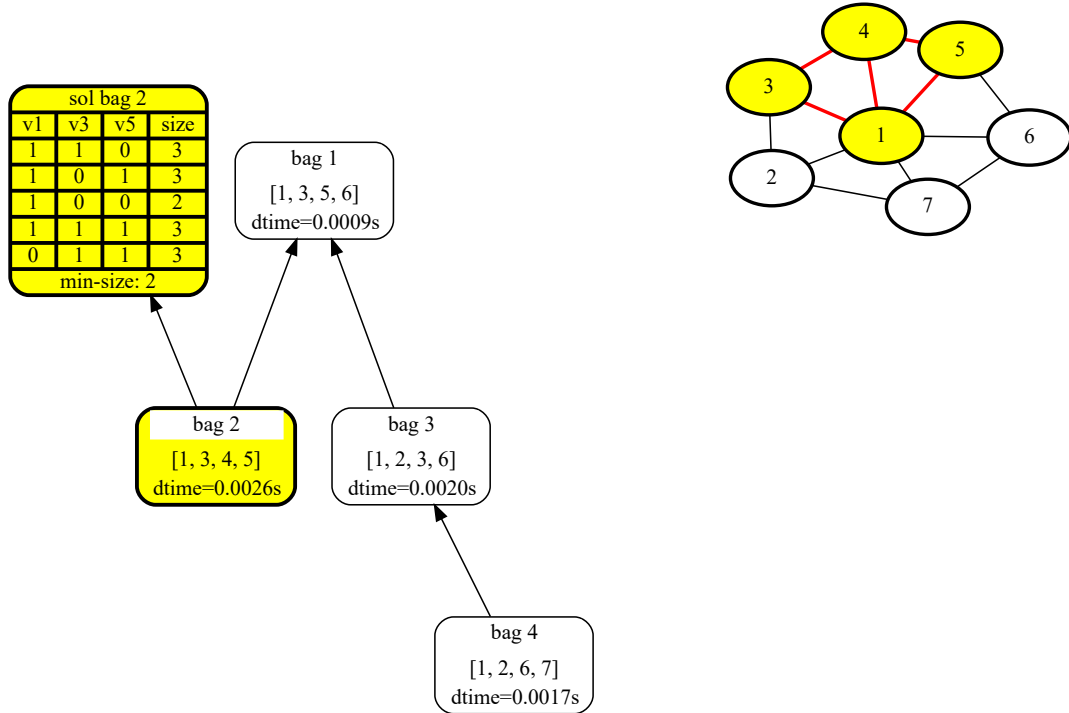 sol bag 2
v1 v3 v5 size
1 1 0 3
1 0 1 3
1 0 0 2
1 1 1 3
0 1 1 3
min-size: 2
bag 1
[1, 3, 5, 6]
dtime=0.0009s
bag 2
[1, 3, 4, 5]
dtime=0.0026s
bag 3
[1, 2, 3, 6]
dtime=0.0020s
bag 4
[1, 2, 6, 7]
dtime=0.0017s
4
5
3
1
6
2
7